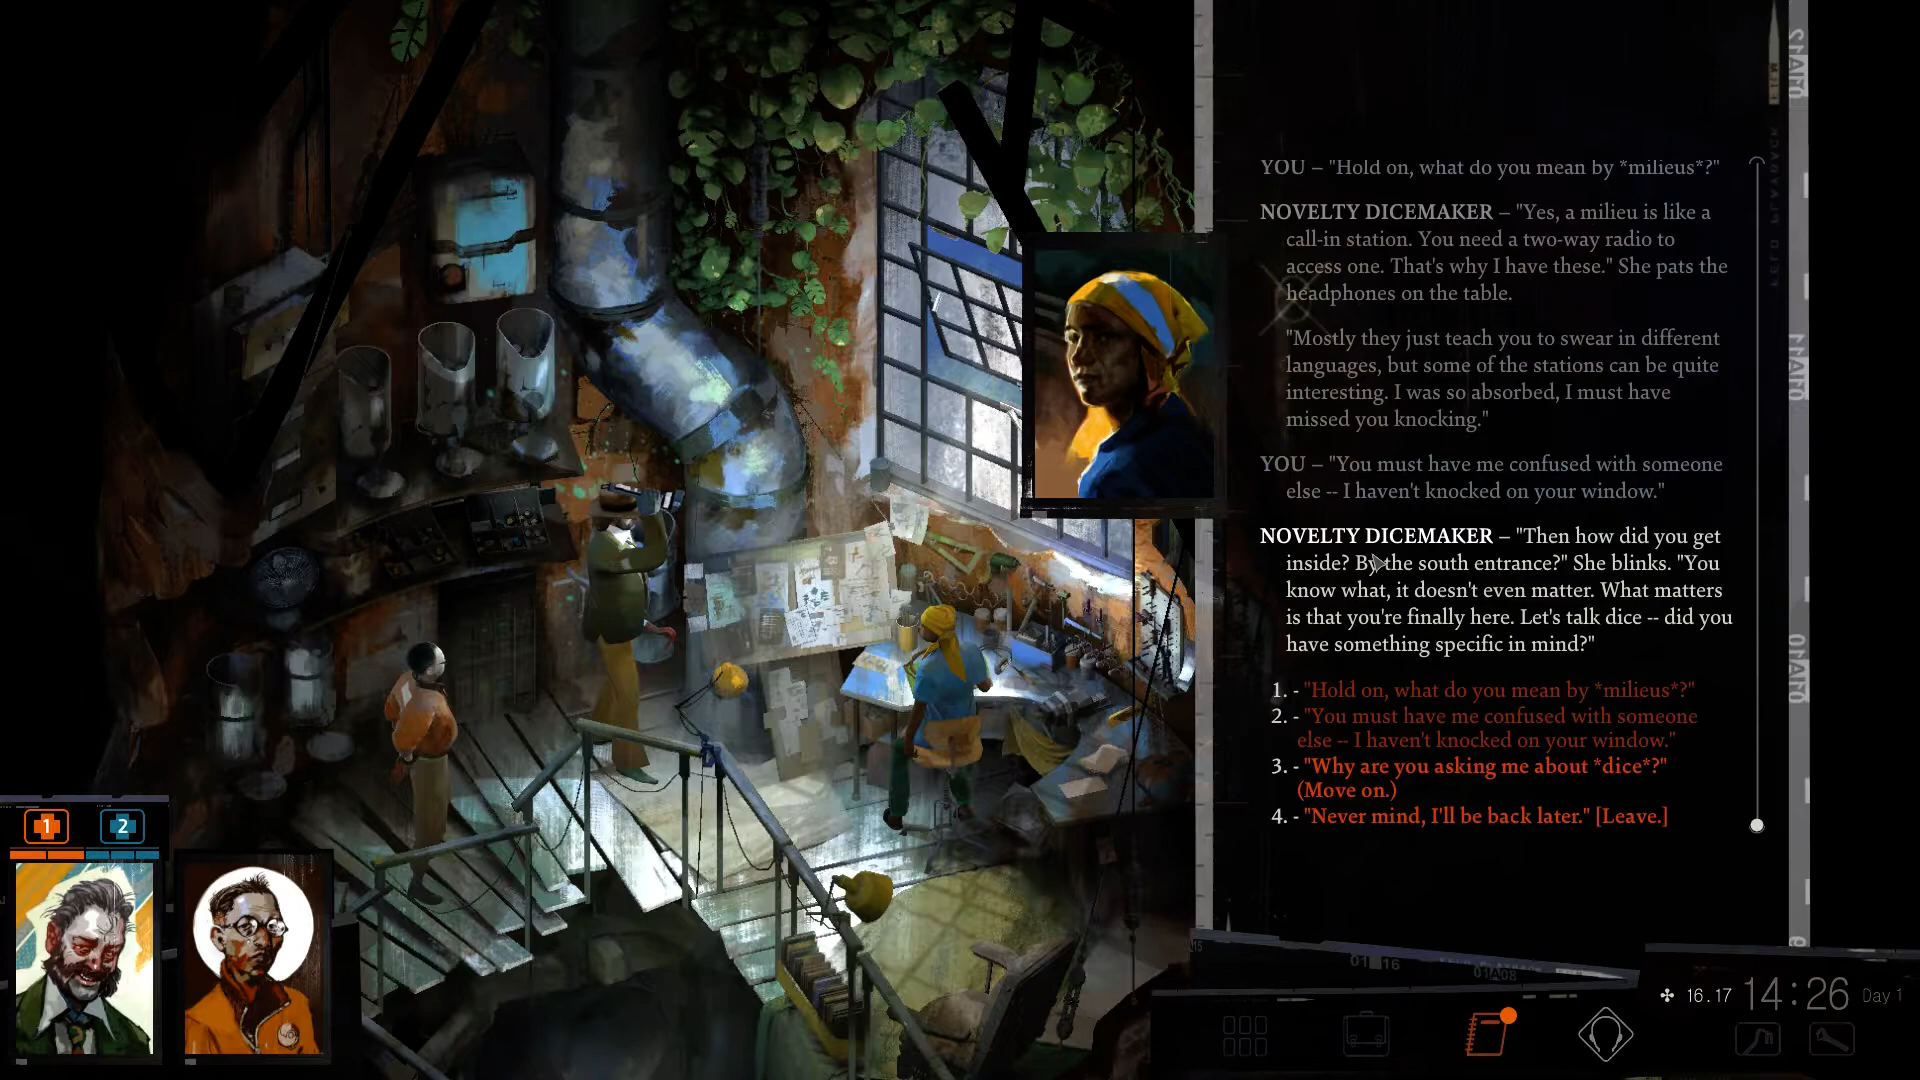 YOU – "Hold on, what do you mean by *milieus*?"
NOVELTY DICEMAKER – "Yes, a milieu is like a
call-in station. You need a two-way radio to
access one. That's why I have these." She pats the
headphones on the table.
"Mostly they just teach you to swear in different
languages, but some of the stations can be quite
interesting. I was so absorbed, I must have
missed you knocking."
YOU – "You must have me confused with someone
else -- I haven't knocked on your window."
NOVELTY DICEMAKER – "Then how did you get
inside? By the south entrance?" She blinks. "You
know what, it doesn't even matter. What matters
is that you're finally here. Let's talk dice -- did you
have something specific in mind?"
1. - "Hold on, what do you mean by *milieus*?"
2. - "You must have me confused with someone
else -- I haven't knocked on your window."
3. - "Why are you asking me about *dice*?"
(Move on.)
4. - "Never mind, I'll be back later." [Leave.]
1 2
16.17 14:26 Day 1